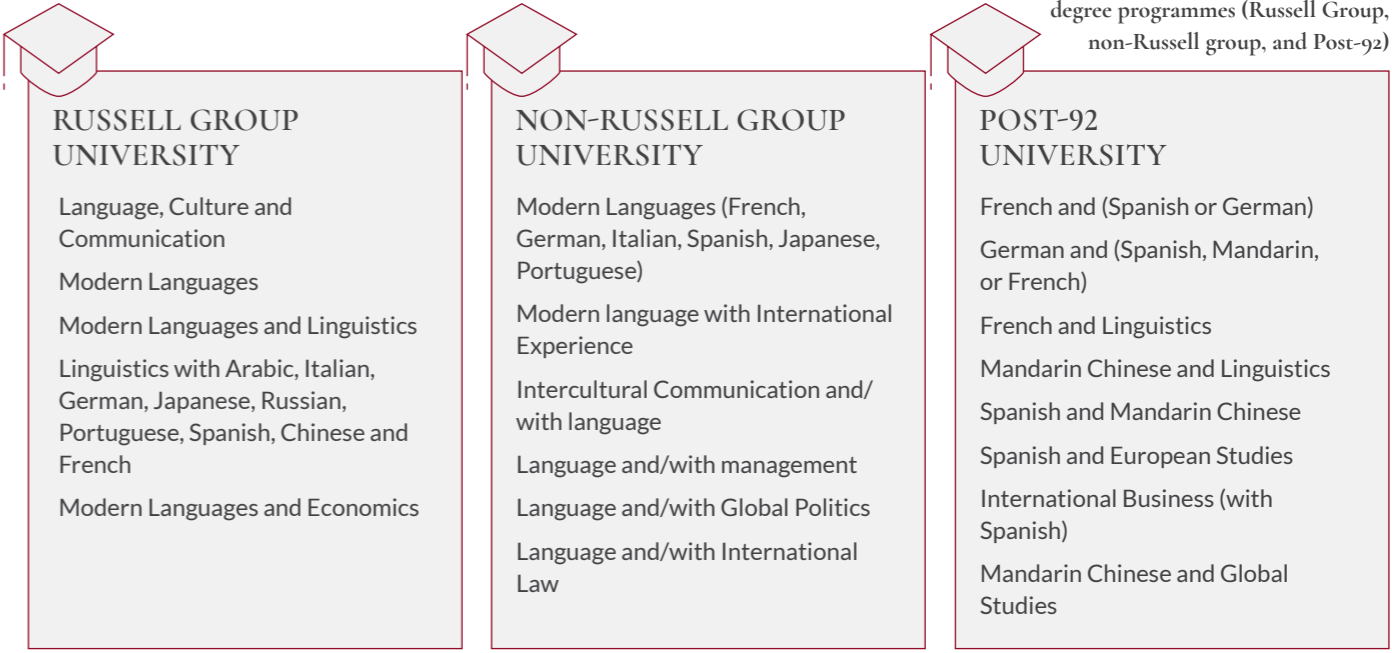 degree programmes (Russell Group,
non-Russell group, and Post-92)
RUSSELL GROUP
UNIVERSITY
Language, Culture and
Communication
Modern Languages
Modern Languages and Linguistics
Linguistics with Arabic, Italian,
German, Japanese, Russian,
Portuguese, Spanish, Chinese and
French
Modern Languages and Economics
NON-RUSSELL GROUP
UNIVERSITY
Modern Languages (French,
German, Italian, Spanish, Japanese,
Portuguese)
Modern language with International
Experience
Intercultural Communication and/
with language
Language and/with management
Language and/with Global Politics
Language and/with International
Law
POST-92
UNIVERSITY
French and (Spanish or German)
German and (Spanish, Mandarin,
or French)
French and Linguistics
Mandarin Chinese and Linguistics
Spanish and Mandarin Chinese
Spanish and European Studies
International Business (with
Spanish)
Mandarin Chinese and Global
Studies